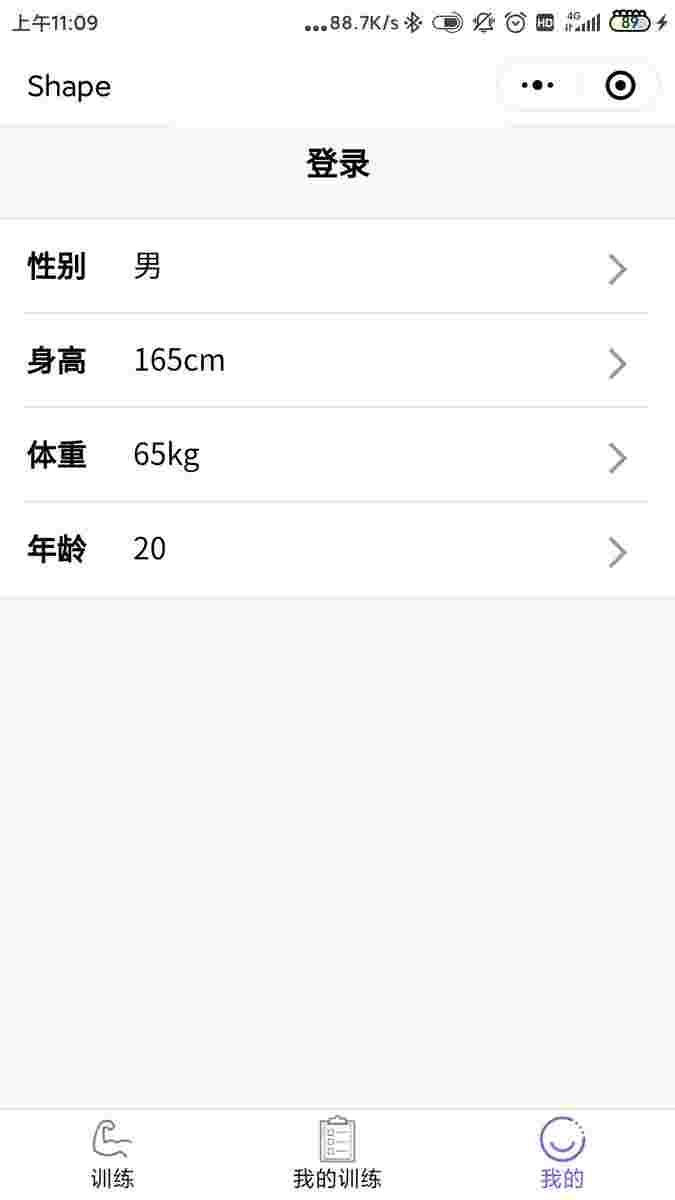 上午11:09 ...88.7K/s HD 4G 89
Shape
登录
性别 男
身高 165cm
体重 65kg
年龄 20
训练 我的训练 我的